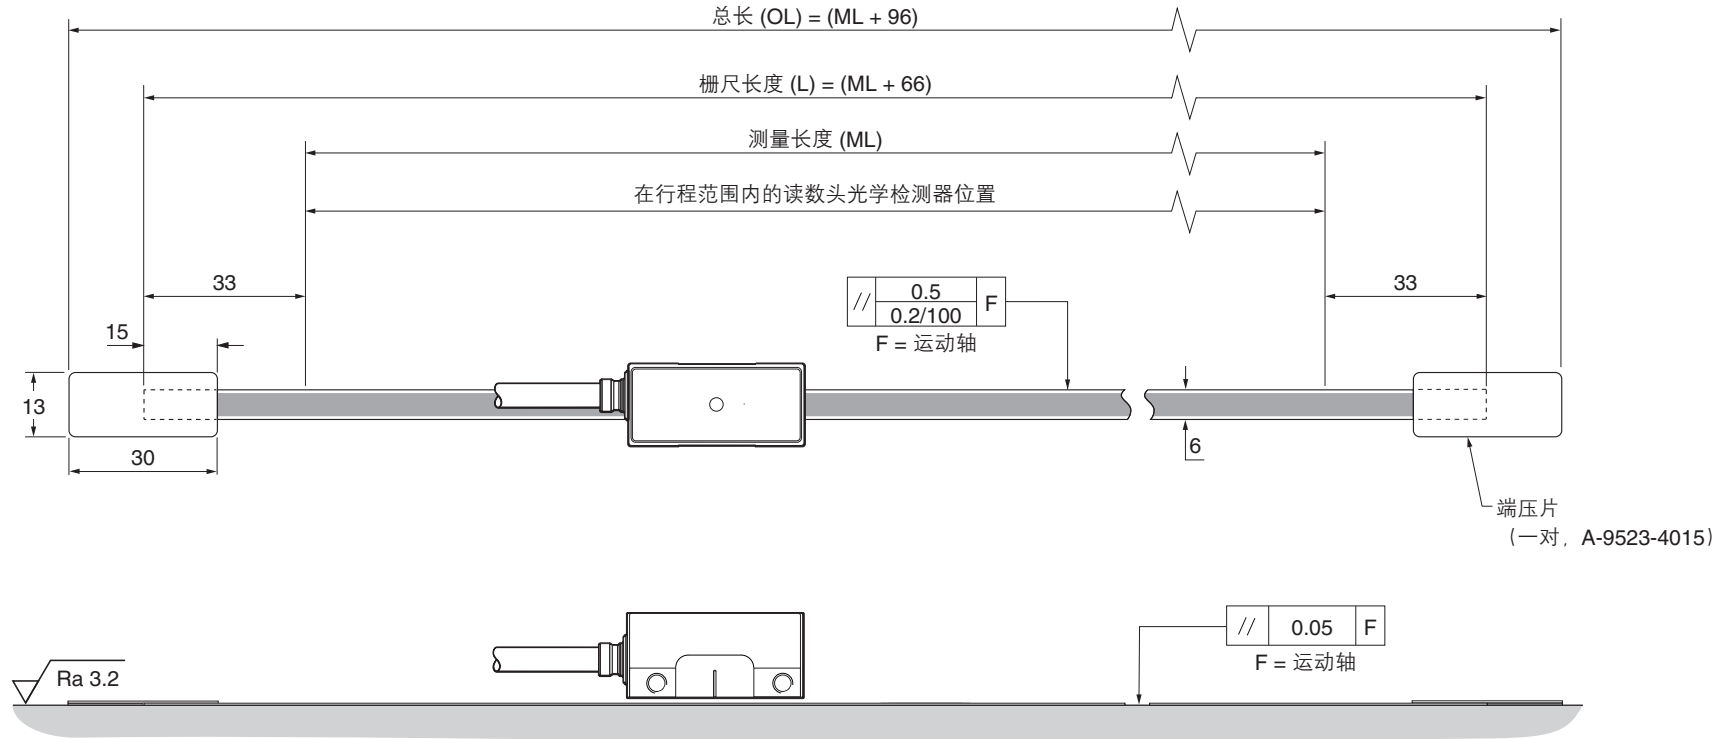 总长 (OL) = (ML + 96)
栅尺长度 (L) = (ML + 66)
测量长度 (ML)
在行程范围内的读数头光学检测器位置
33
33
// 0.5 F
0.2/100
F = 运动轴
15
13
30
6
端压片
（一对，A-9523-4015）
// 0.05 F
F = 运动轴
Ra 3.2